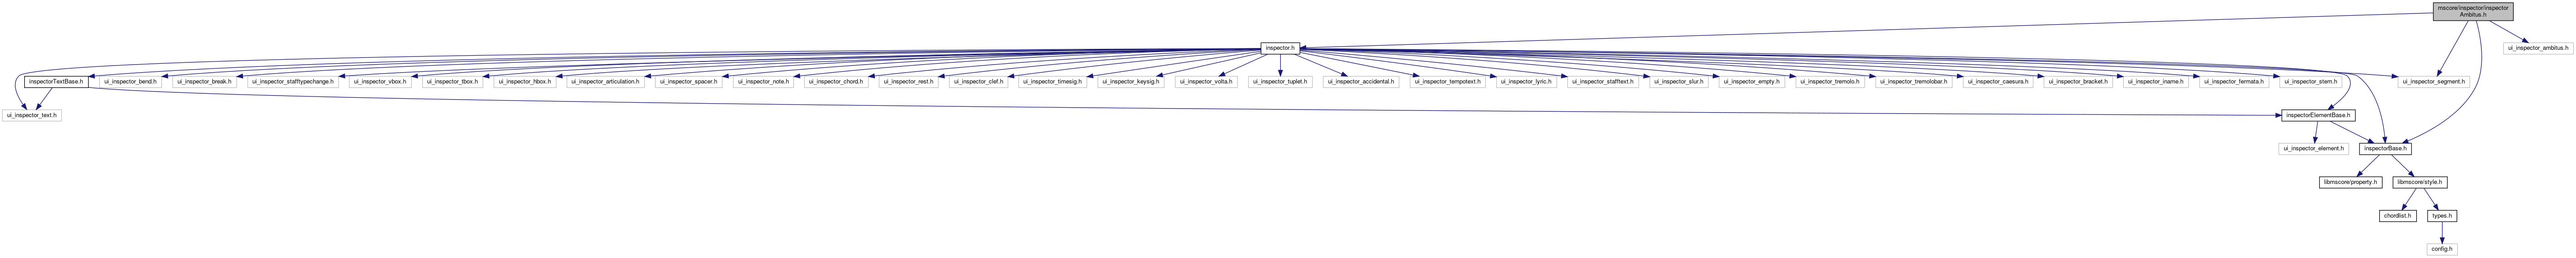 mscore/inspector/inspector
Ambitus.h
inspector.h
ui_inspector_ambitus.h
inspectorTextBase.h
ui_inspector_bend.h
ui_inspector_break.h
ui_inspector_stafftypechange.h
ui_inspector_vbox.h
ui_inspector_tbox.h
ui_inspector_hbox.h
ui_inspector_articulation.h
ui_inspector_spacer.h
ui_inspector_note.h
ui_inspector_chord.h
ui_inspector_rest.h
ui_inspector_clef.h
ui_inspector_timesig.h
ui_inspector_keysig.h
ui_inspector_volta.h
ui_inspector_tuplet.h
ui_inspector_accidental.h
ui_inspector_tempotext.h
ui_inspector_lyric.h
ui_inspector_stafftext.h
ui_inspector_slur.h
ui_inspector_empty.h
ui_inspector_tremolo.h
ui_inspector_tremolobar.h
ui_inspector_caesura.h
ui_inspector_bracket.h
ui_inspector_iname.h
ui_inspector_fermata.h
ui_inspector_stem.h
ui_inspector_segment.h
ui_inspector_text.h
inspectorElementBase.h
ui_inspector_element.h
inspectorBase.h
libmscore/property.h
libmscore/style.h
chordlist.h
types.h
config.h